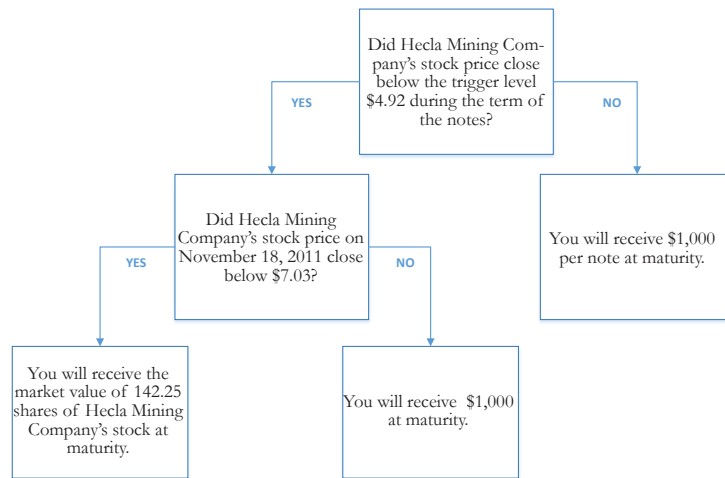 Did Hecla Mining Com-
pany's stock price close
below the trigger level
$4.92 during the term of
the notes?
YES
NO
Did Hecla Mining
Company's stock price on
November 18, 2011 close
below $7.03?
You will receive $1,000
per note at maturity.
YES
NO
You will receive the
market value of 142.25
shares of Hecla Mining
Company's stock at
maturity.
You will receive $1,000
at maturity.